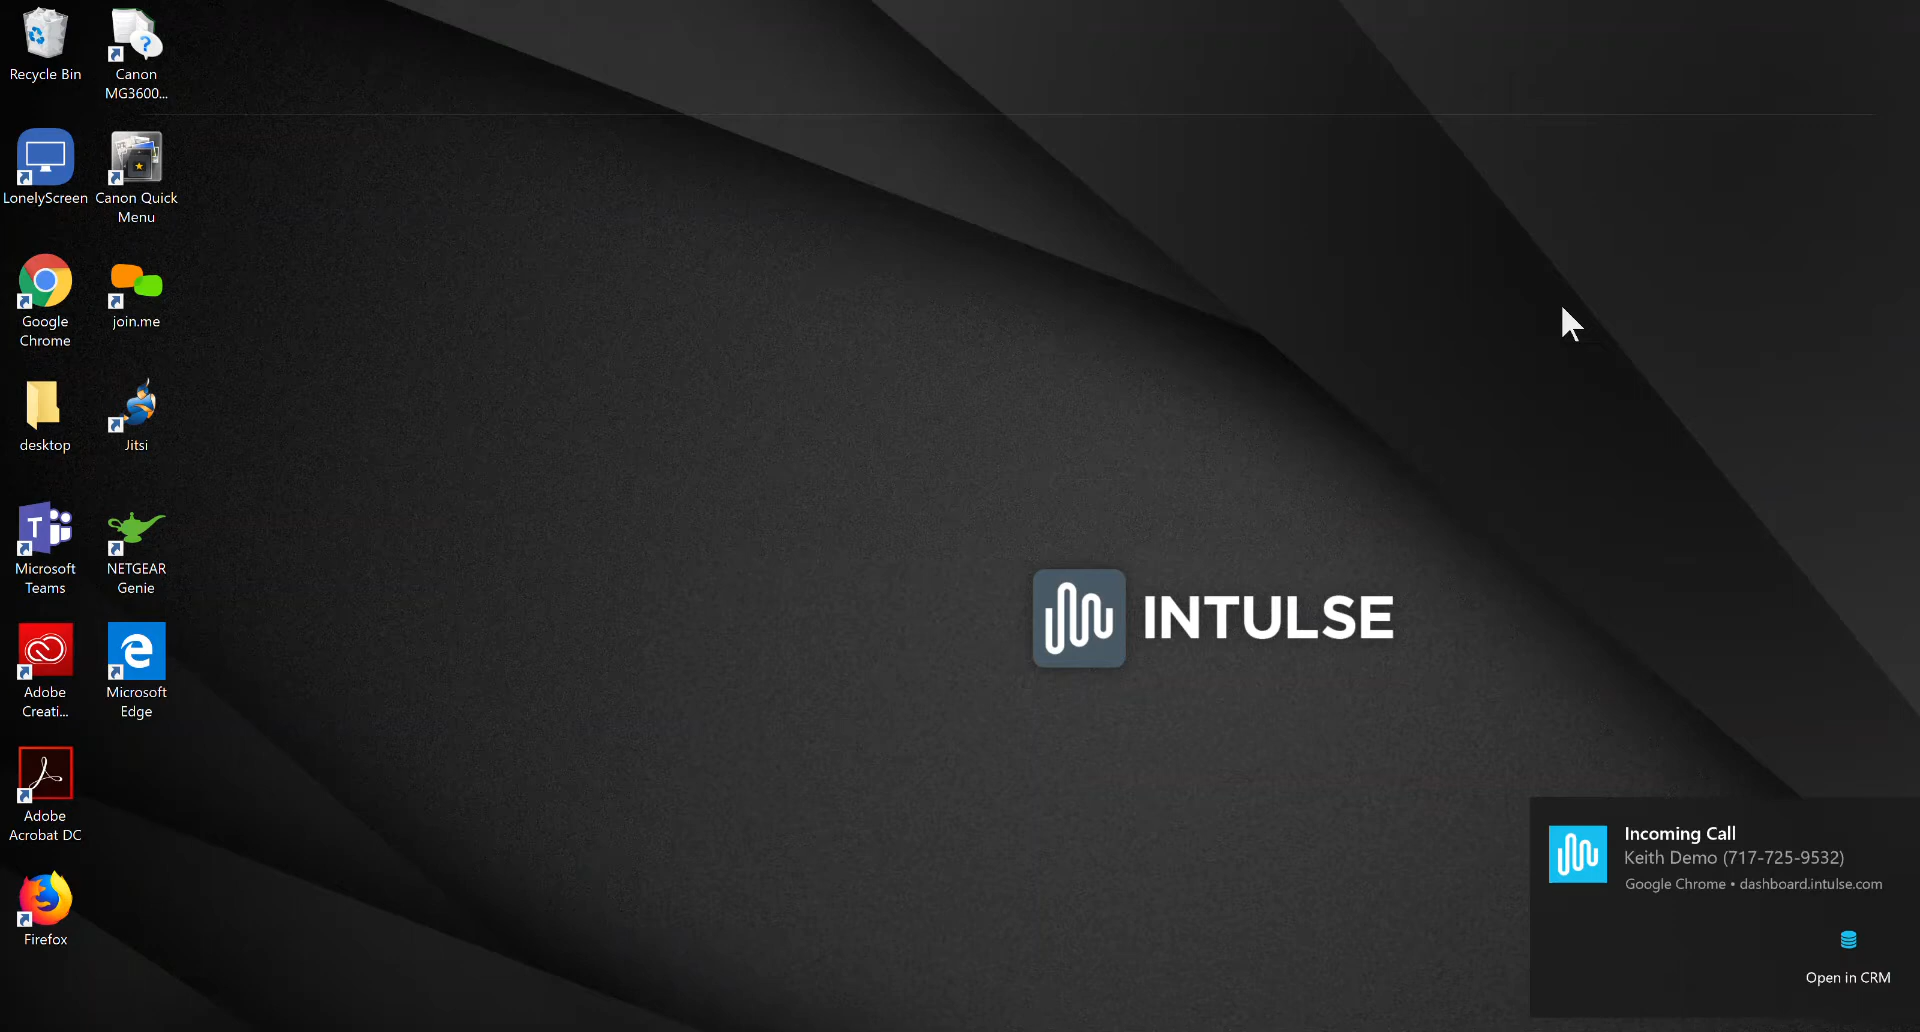 Recycle Bin
Canon
MG3600...
LonelyScreen
Canon Quick
Menu
Google
Chrome
join.me
desktop
Jitsi
Microsoft
Teams
NETGEAR
Genie
Adobe
Creati...
Microsoft
Edge
Adobe
Acrobat DC
Firefox
INTULSE
Incoming Call
Keith Demo (717-725-9532)
Google Chrome • dashboard.intulse.com
Open in CRM